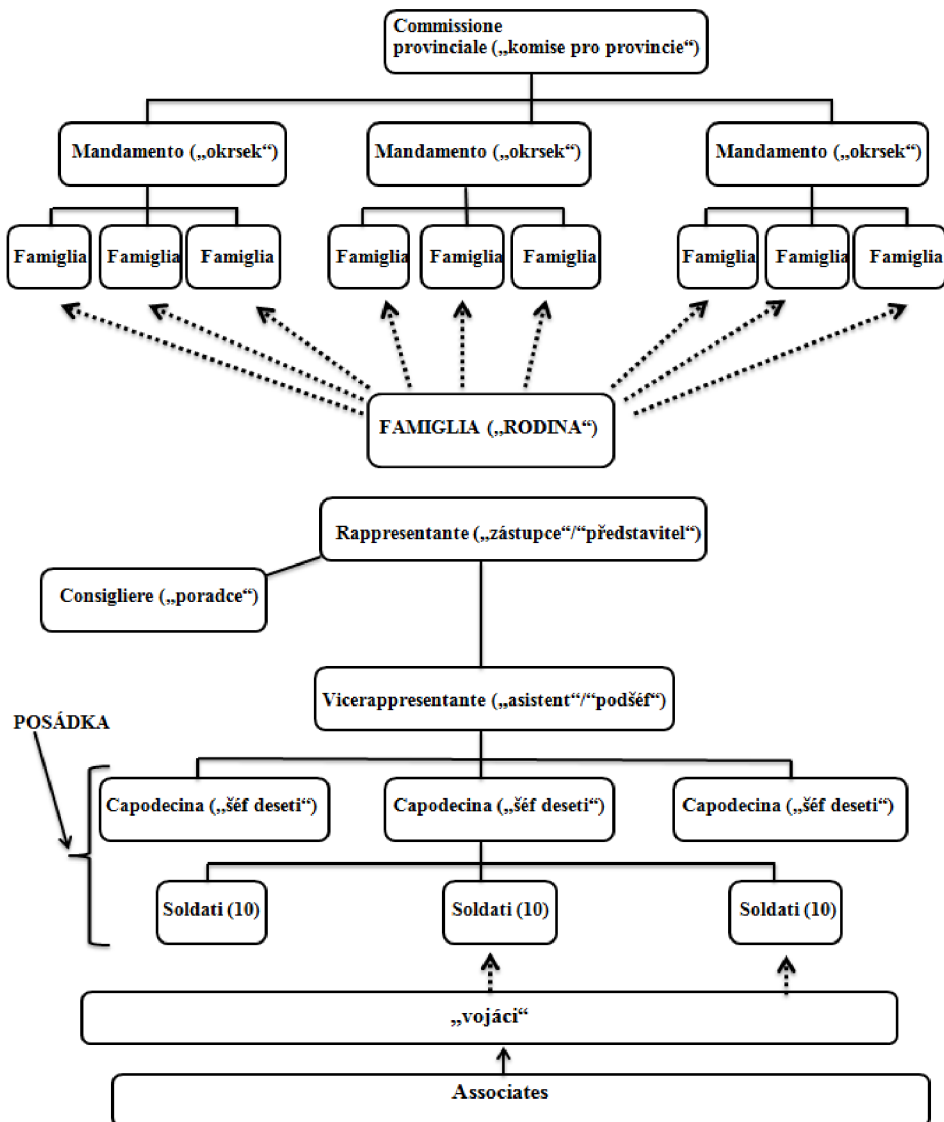 Commissione
provinciale („komise pro provincie“)
Mandamento („okrsek“)
Mandamento („okrsek“)
Mandamento („okrsek“)
Famiglia
Famiglia
Famiglia
Famiglia
Famiglia
Famiglia
Famiglia
Famiglia
Famiglia
FAMIGLIA („RODINA“)
Rappresentante („zástupce“/“představitel“)
Consigliere („poradce“)
Vicerappresentante („asistent“/“podšéf“)
POSÁDKA
Capodecina („šéf deseti“)
Capodecina („šéf deseti“)
Capodecina („šéf deseti“)
Soldati (10)
Soldati (10)
Soldati (10)
„vojáci“
Associates